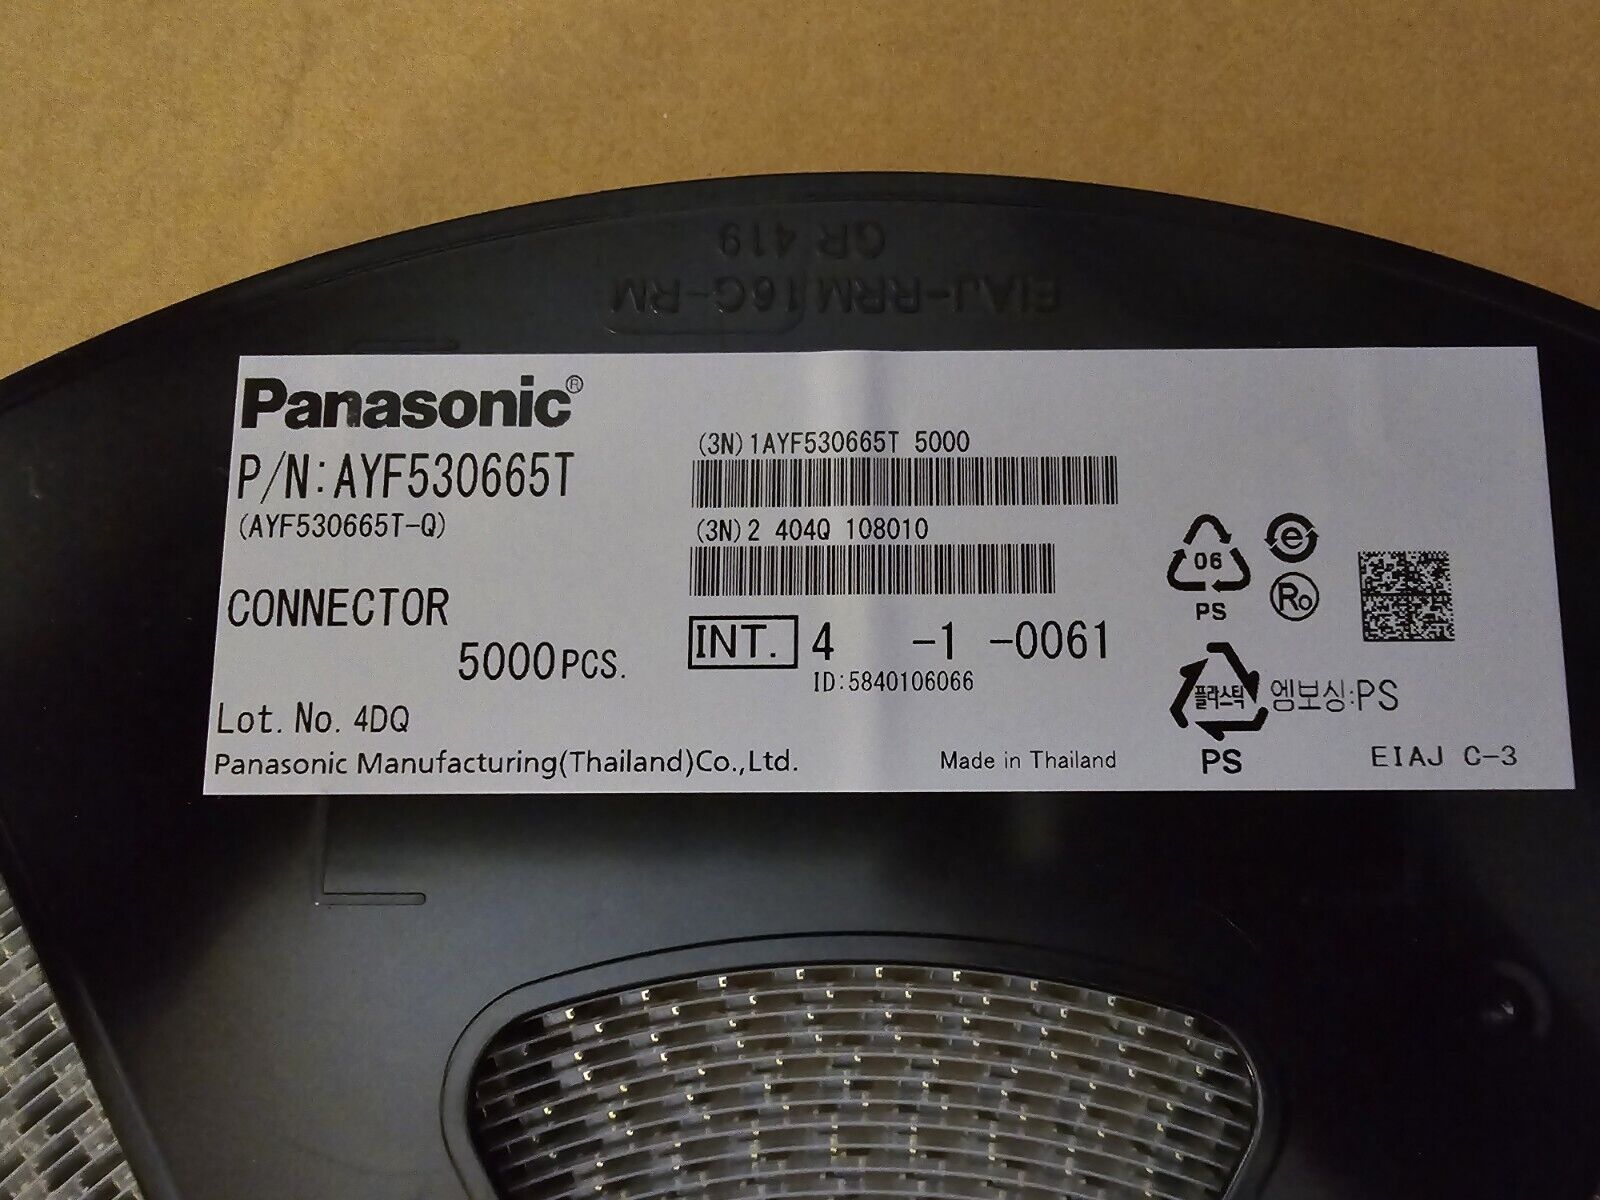 GR 419
EIAJ-RRM16G-RM
Panasonic®
P/N:AYF530665T
(AYF530665T-Q)
CONNECTOR
5000PCS.
Lot. No. 4DQ
Panasonic Manufacturing(Thailand)Co.,Ltd.
(3N)1AYF530665T 5000
(3N)2 404Q 108010
INT. 4 -1 -0061
ID:5840106066
Made in Thailand
06
PS
e
Ro
플라스틱
PS
엠보싱:PS
EIAJ C-3